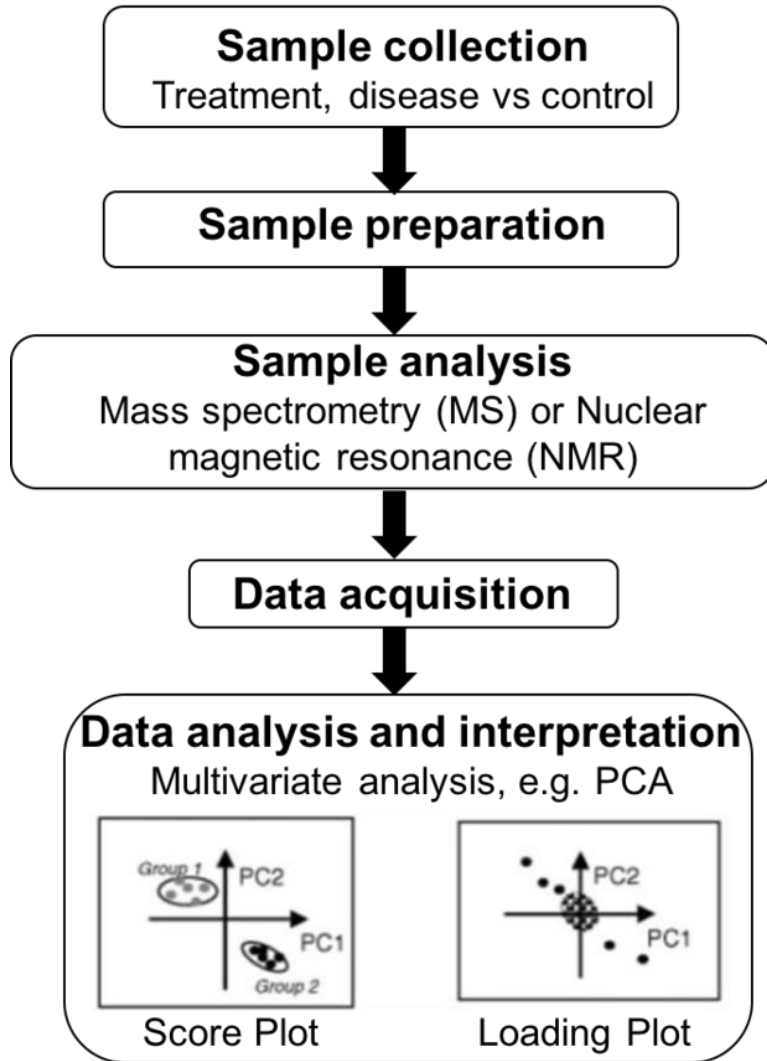 Sample collection
Treatment, disease vs control
Sample preparation
Sample analysis
Mass spectrometry (MS) or Nuclear
magnetic resonance (NMR)
Data acquisition
Data analysis and interpretation
Multivariate analysis, e.g. PCA
Group 1
PC2
PC1
Group 2
Score Plot
PC2
PC1
Loading Plot